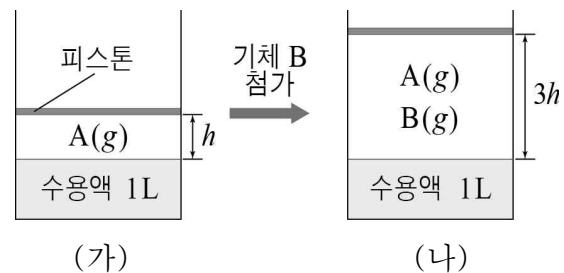 피스톤
A(g)
h
수용액 1L
(가)
기체 B
첨가
A(g)
B(g)
3h
수용액 1L
(나)